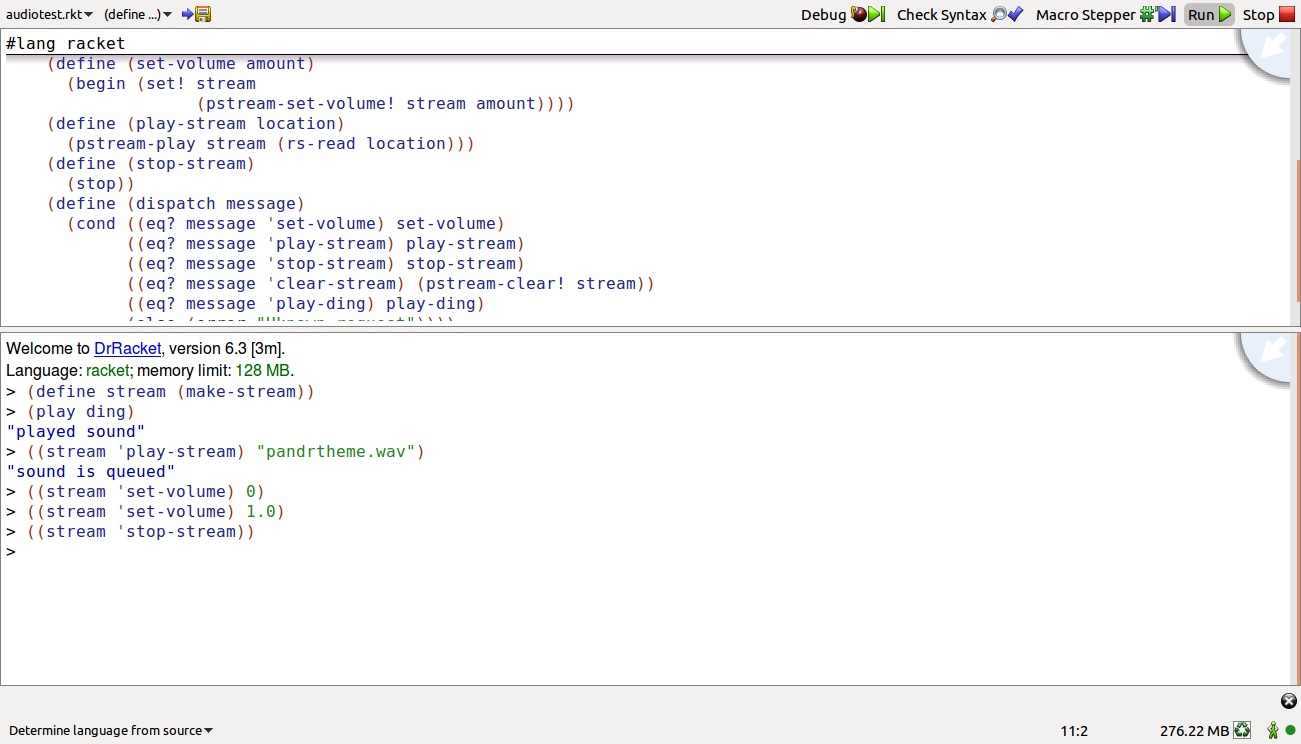 audiotest.rkt (define ...) Debug Check Syntax Macro Stepper Run Stop
#lang racket
(define (set-volume amount)
(begin (set! stream
(pstream-set-volume! stream amount))))
(define (play-stream location)
(pstream-play stream (rs-read location)))
(define (stop-stream)
(stop))
(define (dispatch message)
(cond ((eq? message 'set-volume) set-volume)
((eq? message 'play-stream) play-stream)
((eq? message 'stop-stream) stop-stream)
((eq? message 'clear-stream) (pstream-clear! stream))
((eq? message 'play-ding) play-ding)
Welcome to DrRacket, version 6.3 [3m].
Language: racket; memory limit: 128 MB.
> (define stream (make-stream))
> (play ding)
"played sound"
> ((stream 'play-stream) "pandrtheme.wav")
"sound is queued"
> ((stream 'set-volume) 0)
> ((stream 'set-volume) 1.0)
> ((stream 'stop-stream))
>
Determine language from source 11:2 276.22 MB